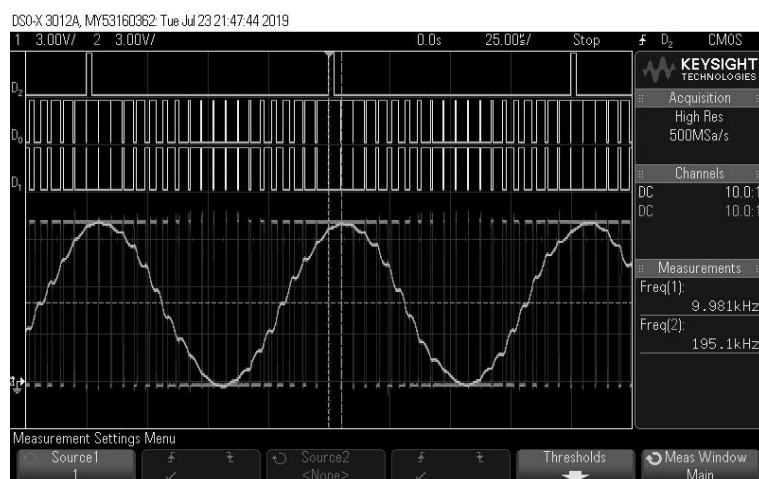 DSO-X 3012A, MY53160362: Tue Jul 23 21:47:44 2019
1 3.00V/ 2 3.00V/ 0.0s 25.00㎲/ Stop D₂ CMOS
KEYSIGHT
TECHNOLOGIES
Acquisition
High Res
500MSa/s
Channels
DC 10.0:1
DC 10.0:1
Measurements
Freq(1):
9.981kHz
Freq(2):
195.1kHz
D₂
D₀
D₁
Measurement Settings Menu
Source1 Source2 Thresholds Meas Window
1 <None> Main